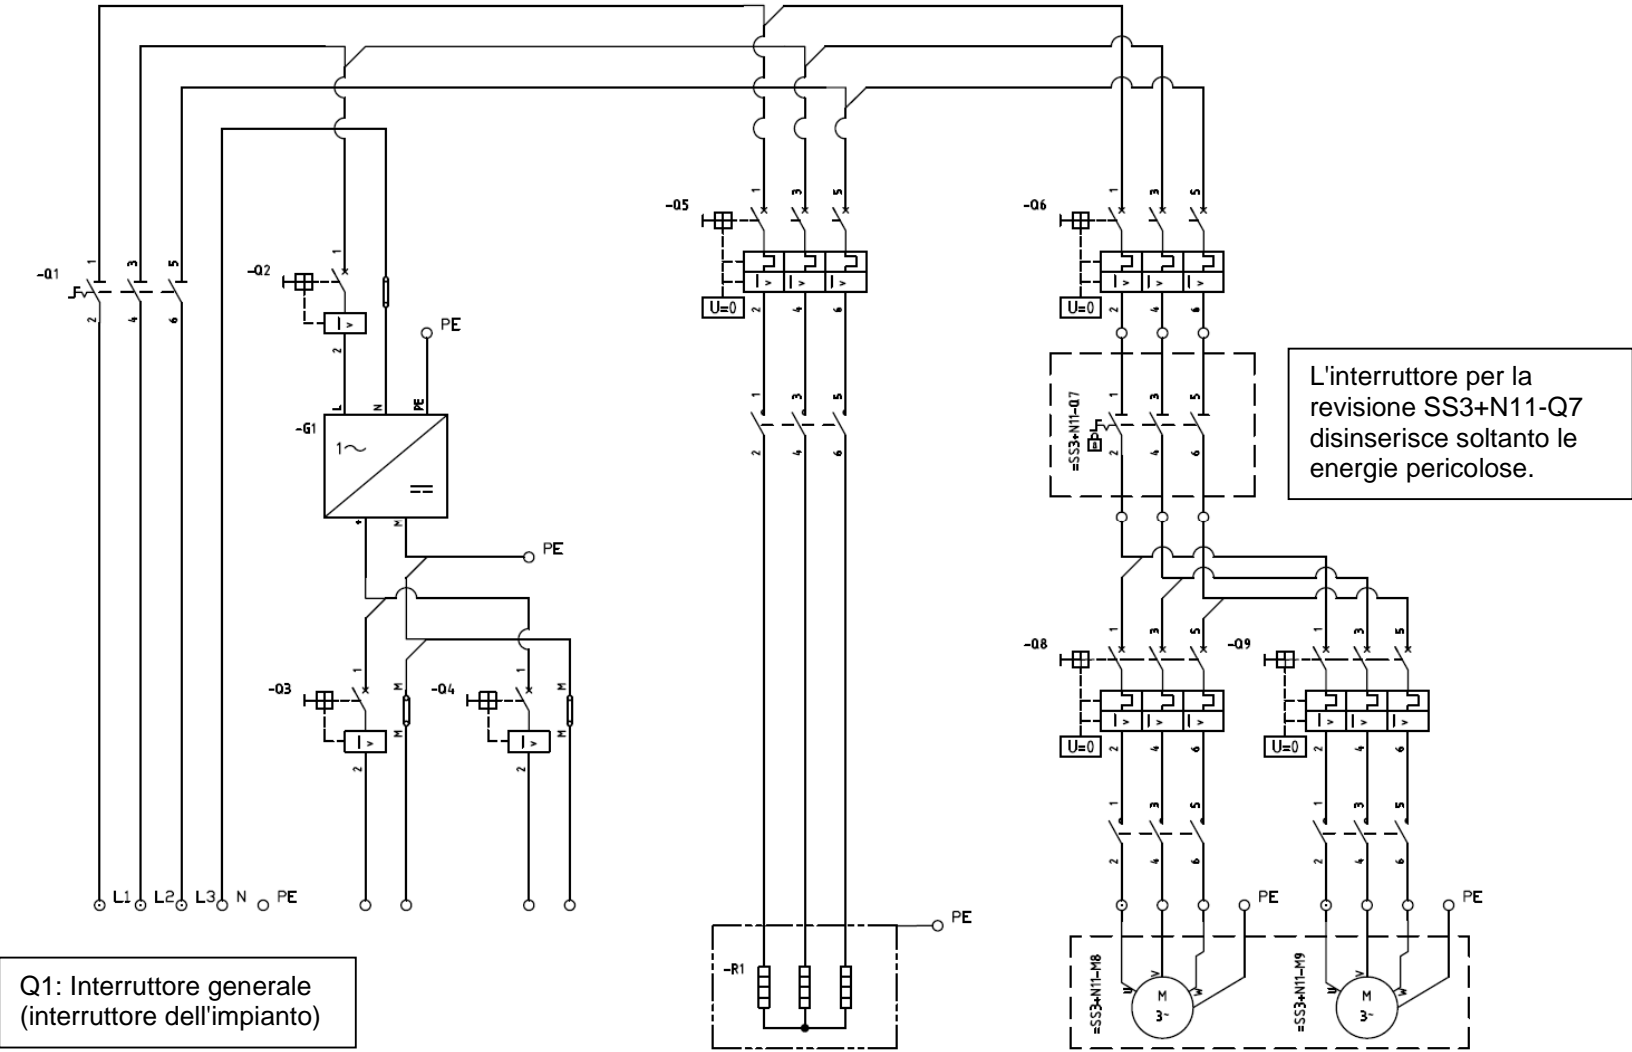 -Q5
-Q6
1 3 5
1 3 5
-Q1
1 3 5
-Q2
1
I >
I > I > I >
I > I > I >
U=0
2 4 6
U=0
2 4 6
2 4 6
I >
2
PE
L'interruttore per la
revisione SS3+N11-Q7
disinserisce soltanto le
energie pericolose.
L N PE
-G1
1~
1 3 5
2 4 6
=SS3+N11-Q7
1 3 5
2 4 6
+ M
PE
-Q3
1
M
I >
2
M
-Q4
1
M
I >
2
M
-Q8
1 3 5
I > I > I >
U=0
2 4 6
-Q9
1 3 5
I > I > I >
U=0
2 4 6
1 3 5
2 4 6
1 3 5
2 4 6
L1 L2 L3 N PE
PE
PE
PE
-R1
=SS3+N11-M8
U V W
M
3~
=SS3+N11-M9
U V W
M
3~
Q1: Interruttore generale
(interruttore dell'impianto)